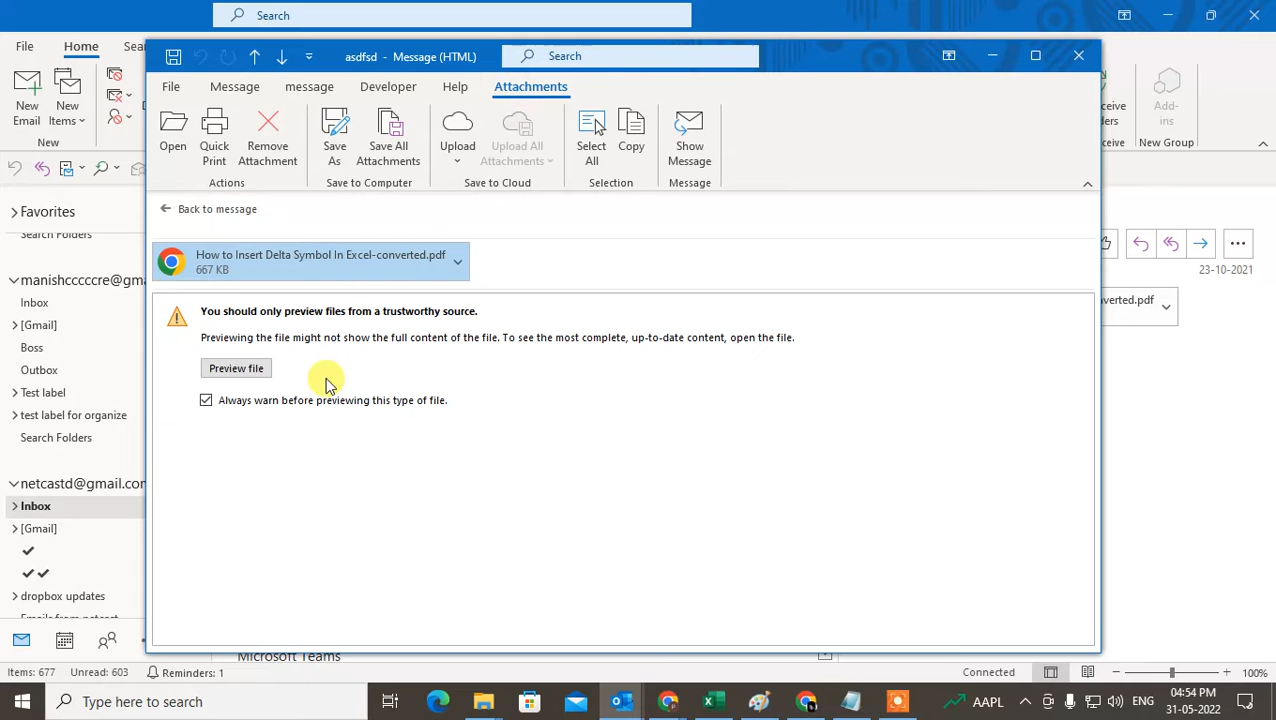 Search
File
Home
Sear
New
Email
New
Items
New
eceive
ders
ceive
Add-
ins
New Group
asdfsd - Message (HTML)
Search
File
Message
message
Developer
Help
Attachments
Open
Quick
Print
Remove
Attachment
Actions
Save
As
Save All
Attachments
Save to Computer
Upload
Upload All
Attachments
Save to Cloud
Select
All
Copy
Selection
Show
Message
Message
Back to message
How to Insert Delta Symbol In Excel-converted.pdf
667 KB
You should only preview files from a trustworthy source.
Previewing the file might not show the full content of the file. To see the most complete, up-to-date content, open the file.
Preview file
Always warn before previewing this type of file.
Favorites
Search Folders
manishcccccre@gm
Inbox
[Gmail]
Boss
Outbox
Test label
test label for organize
Search Folders
netcastd@gmail.con
Inbox
[Gmail]
dropbox updates
23-10-2021
verted.pdf
Microsoft Teams
Items: 677
Unread: 603
Reminders: 1
Connected
100%
Type here to search
AAPL
ENG
04:54 PM
31-05-2022